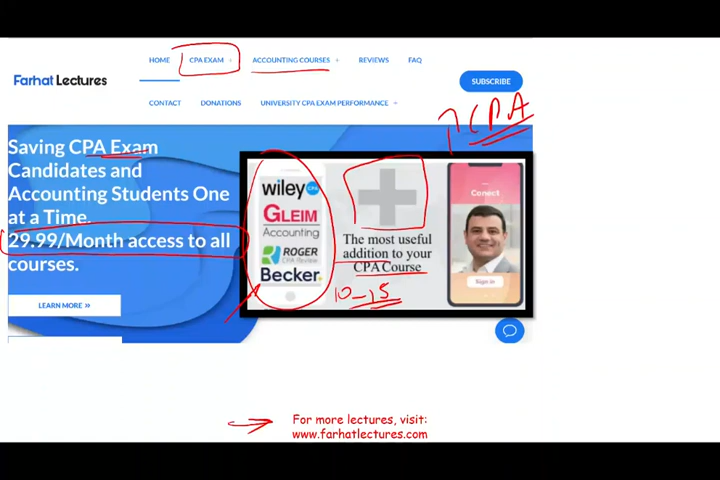 HOME CPA EXAM ACCOUNTING COURSES REVIEWS FAQ
Farhat Lectures
SUBSCRIBE
CONTACT DONATIONS UNIVERSITY CPA EXAM PERFORMANCE
CPA
Saving CPA Exam
Candidates and
Accounting Students One
at a Time.
29.99/Month access to all
courses.
LEARN MORE »
wiley CPA
GLEIM
Accounting
ROGER
CPA Review
Becker.
The most useful
addition to your
CPA Course
10-15
Conect
Sign in
For more lectures, visit:
www.farhatlectures.com